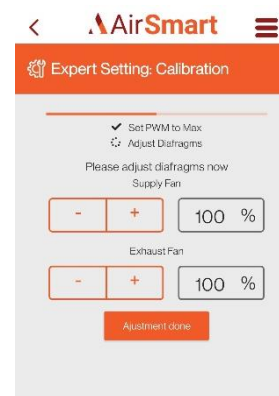 AirSmart
Expert Setting: Calibration
Set PWM to Max
Adjust Diafragms
Please adjust diafragms now
Supply Fan
- + 100 %
Exhaust Fan
- + 100 %
Ajustment done